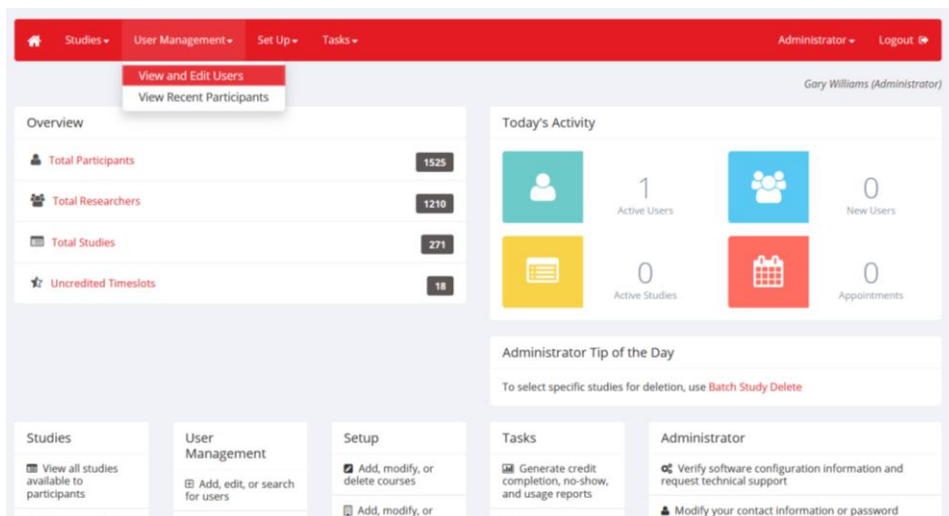 Studies User Management Set Up Tasks Administrator Logout
View and Edit Users
View Recent Participants
Gary Williams (Administrator)
Overview
Total Participants 1525
Total Researchers 1210
Total Studies 271
Uncredited Timeslots 18
Today's Activity
1
Active Users
0
New Users
0
Active Studies
0
Appointments
Administrator Tip of the Day
To select specific studies for deletion, use Batch Study Delete
Studies
View all studies
available to
participants
User
Management
Add, edit, or search
for users
Setup
Add, modify, or
delete courses
Add, modify, or
Tasks
Generate credit
completion, no-show,
and usage reports
Administrator
Verify software configuration information and
request technical support
Modify your contact information or password